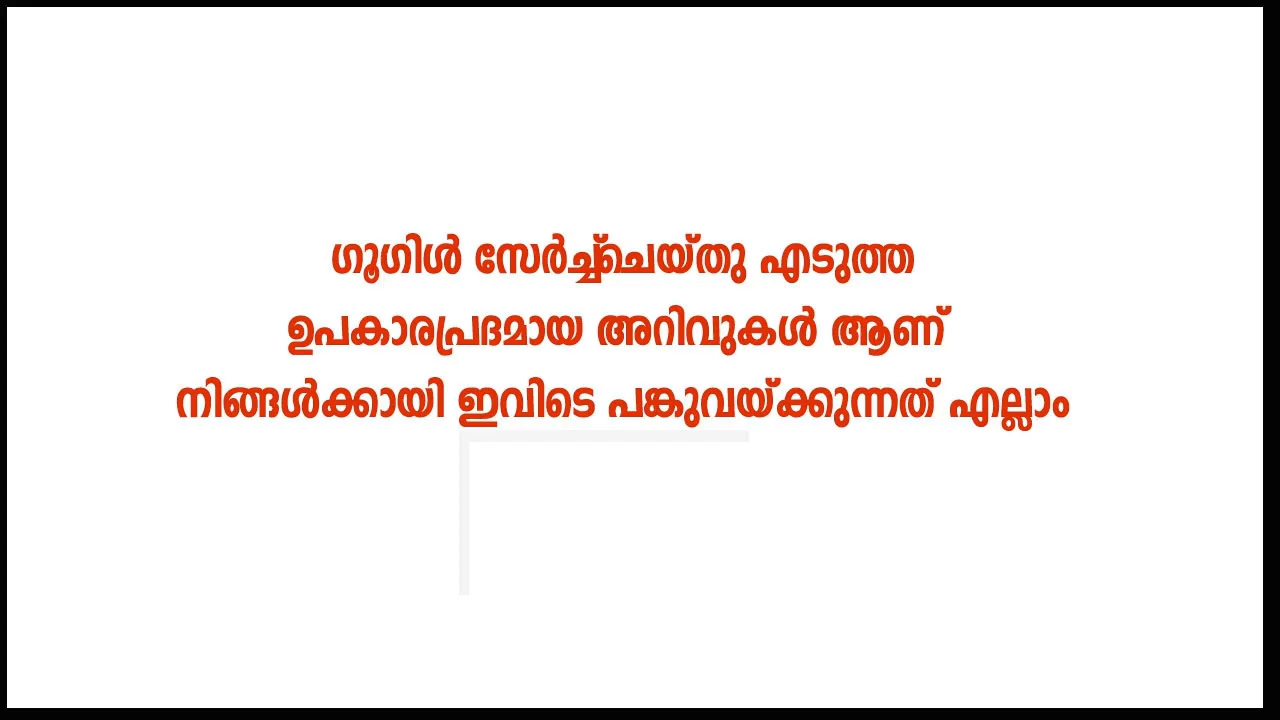 ഗൂഗിൾ സേർച്ച്ചെയ്തു എടുത്ത
ഉപകാരപ്രദമായ അറിവുകൾ ആണ്
നിങ്ങൾക്കായി ഇവിടെ പങ്കുവയ്ക്കുന്നത് എല്ലാം